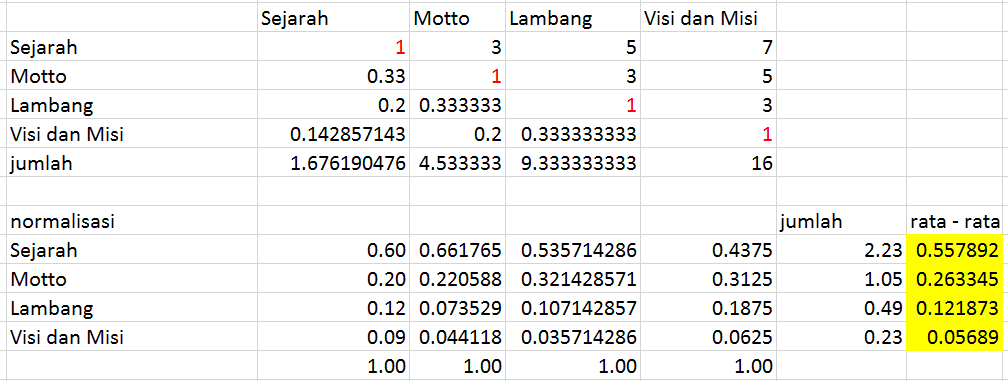 Sejarah Motto Lambang Visi dan Misi
Sejarah 1 3 5 7
Motto 0.33 1 3 5
Lambang 0.2 0.333333 1 3
Visi dan Misi 0.142857143 0.2 0.333333333 1
jumlah 1.676190476 4.533333 9.333333333 16
normalisasi jumlah rata - rata
Sejarah 0.60 0.661765 0.535714286 0.4375 2.23 0.557892
Motto 0.20 0.220588 0.321428571 0.3125 1.05 0.263345
Lambang 0.12 0.073529 0.107142857 0.1875 0.49 0.121873
Visi dan Misi 0.09 0.044118 0.035714286 0.0625 0.23 0.05689
1.00 1.00 1.00 1.00